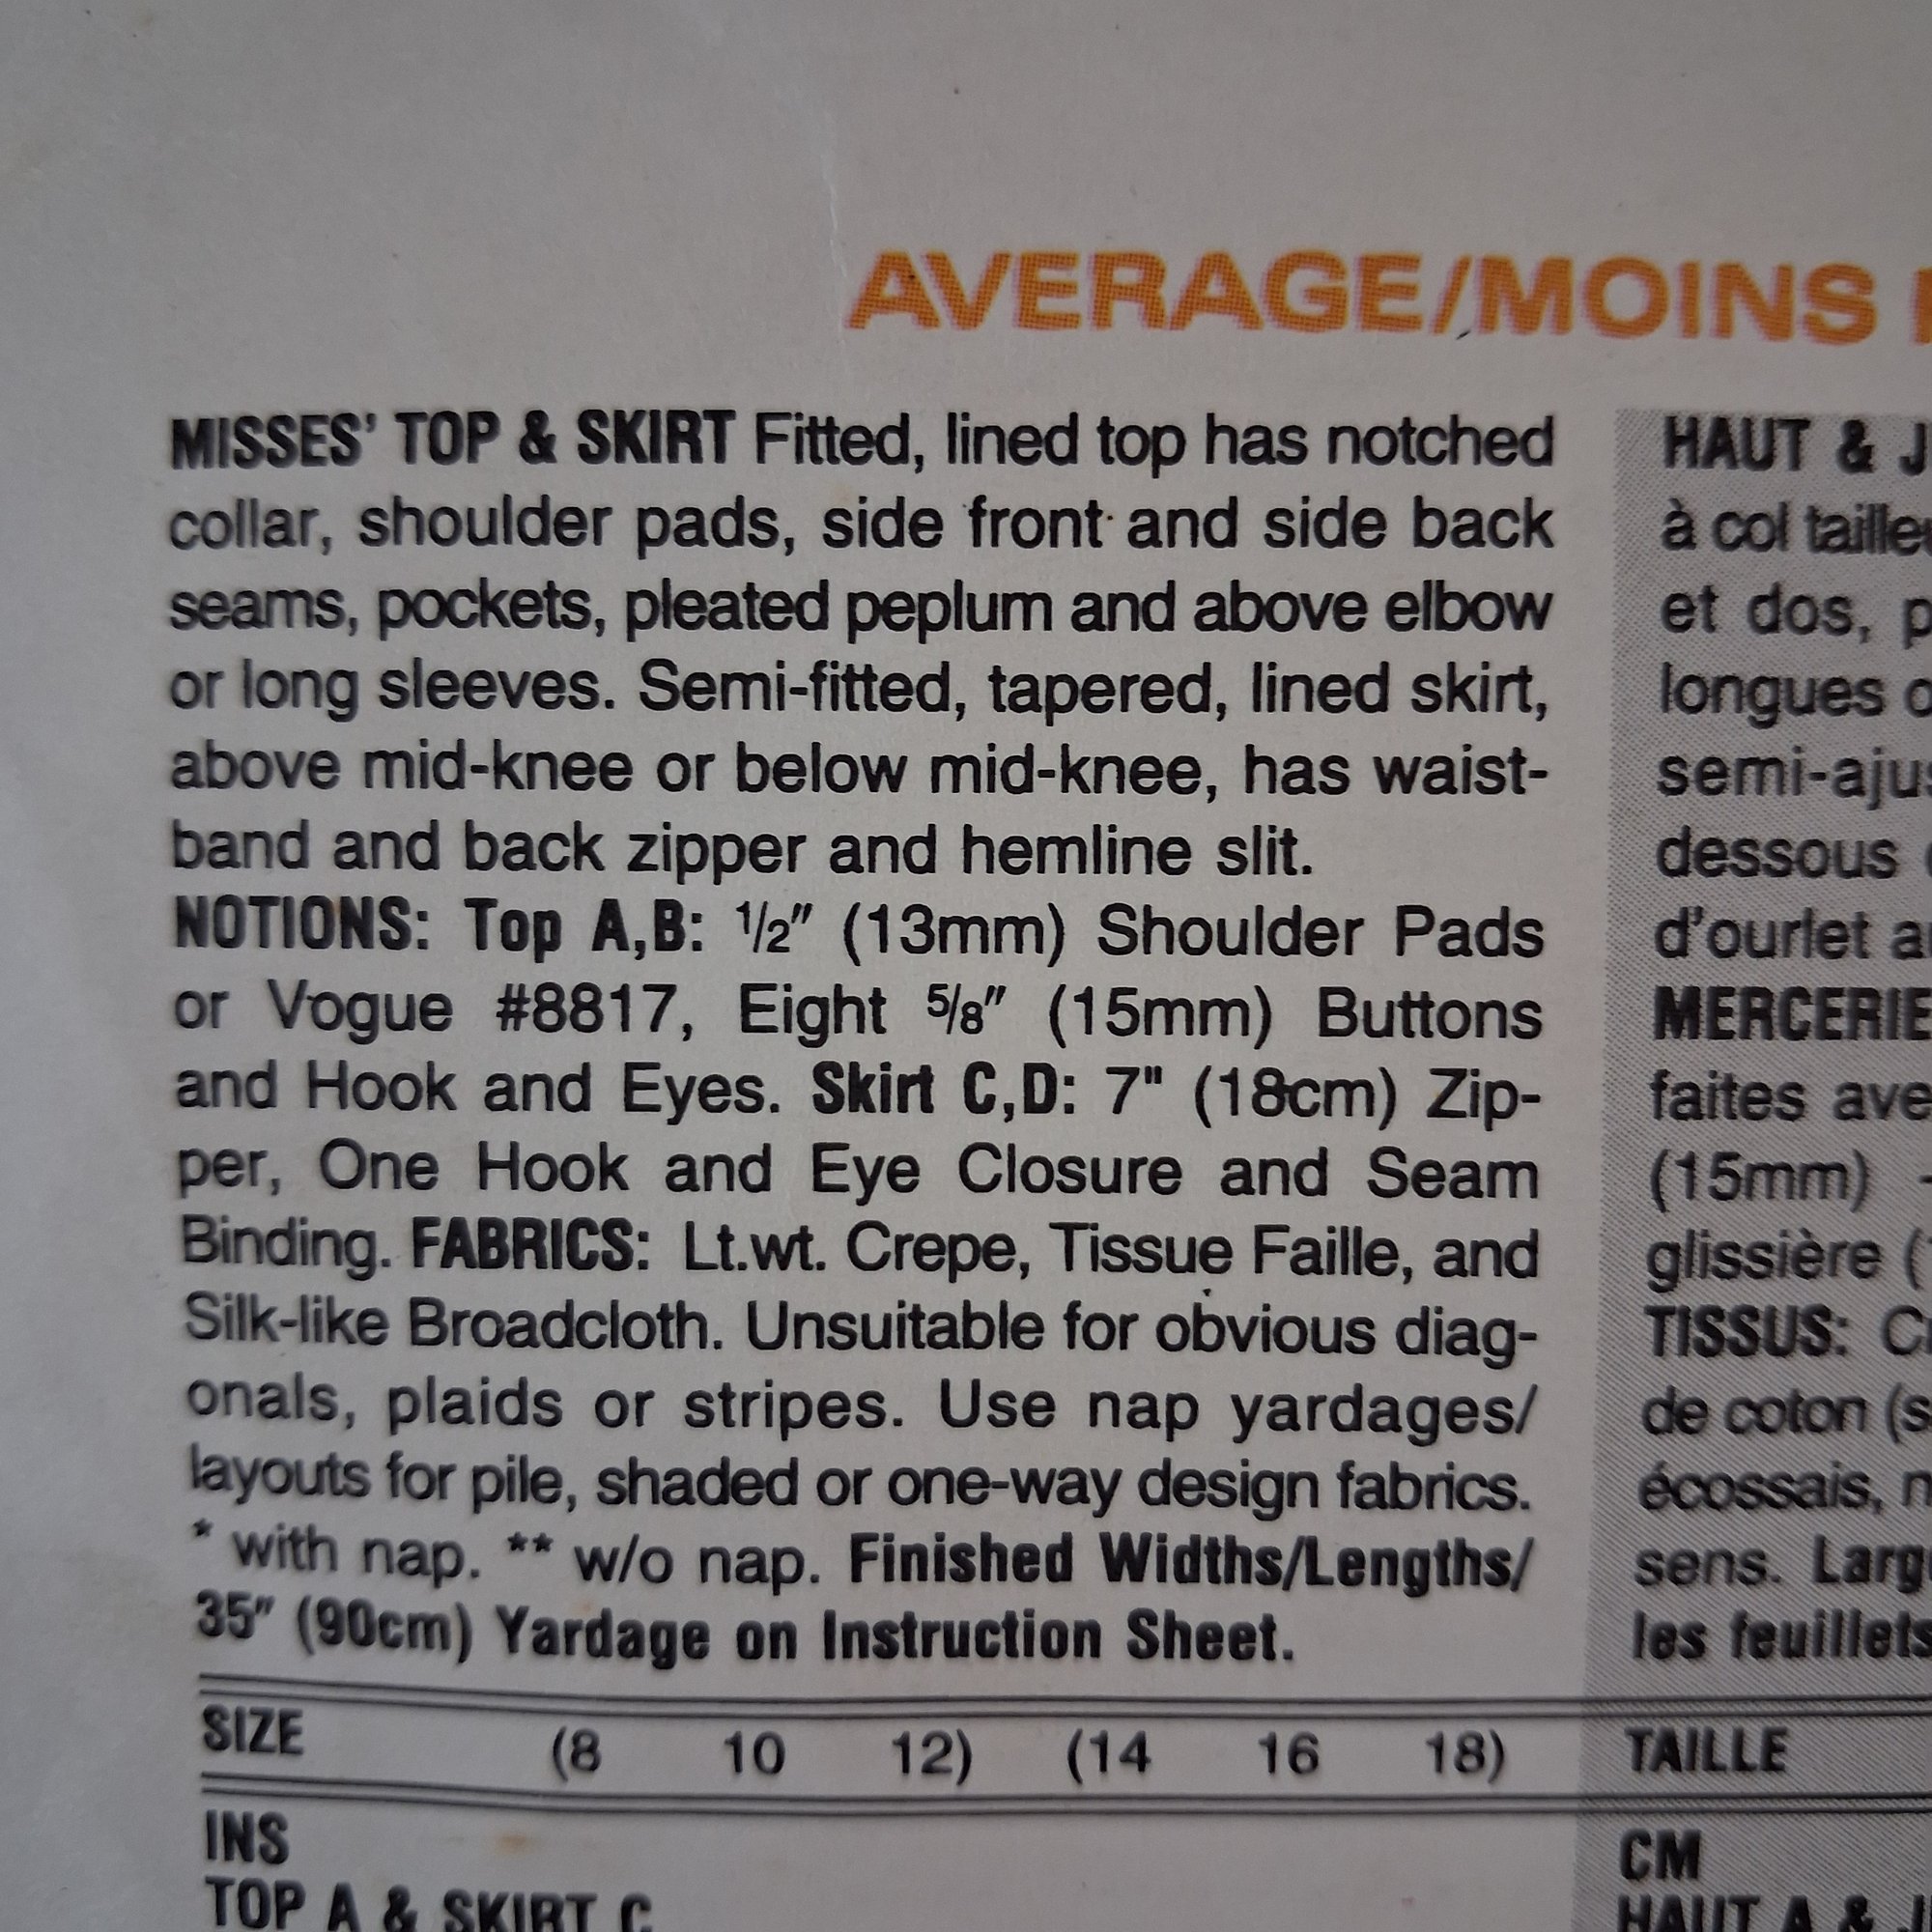 AVERAGE/MOINS
MISSES' TOP & SKIRT Fitted, lined top has notched
collar, shoulder pads, side front and side back
seams, pockets, pleated peplum and above elbow
or long sleeves. Semi-fitted, tapered, lined skirt,
above mid-knee or below mid-knee, has waist-
band and back zipper and hemline slit.
NOTIONS: Top A,B: ½" (13mm) Shoulder Pads
or Vogue #8817, Eight ⅝" (15mm) Buttons
and Hook and Eyes. Skirt C,D: 7" (18cm) Zip-
per, One Hook and Eye Closure and Seam
Binding. FABRICS: Lt.wt. Crepe, Tissue Faille, and
Silk-like Broadcloth. Unsuitable for obvious diag-
onals, plaids or stripes. Use nap yardages/
layouts for pile, shaded or one-way design fabrics.
* with nap. ** w/o nap. Finished Widths/Lengths/
35" (90cm) Yardage on Instruction Sheet.
HAUT & J
à col
et dos,
longues
semi-
dessous
d'ourlet
MERCERIE
faites
(15mm)
glissière
TISSUS:
de coton
écossais,
sens.
les feuillets
SIZE (8 10 12) (14 16 18) TAILLE
INS
CM
TOP A & SKIRT C
HAUT A &